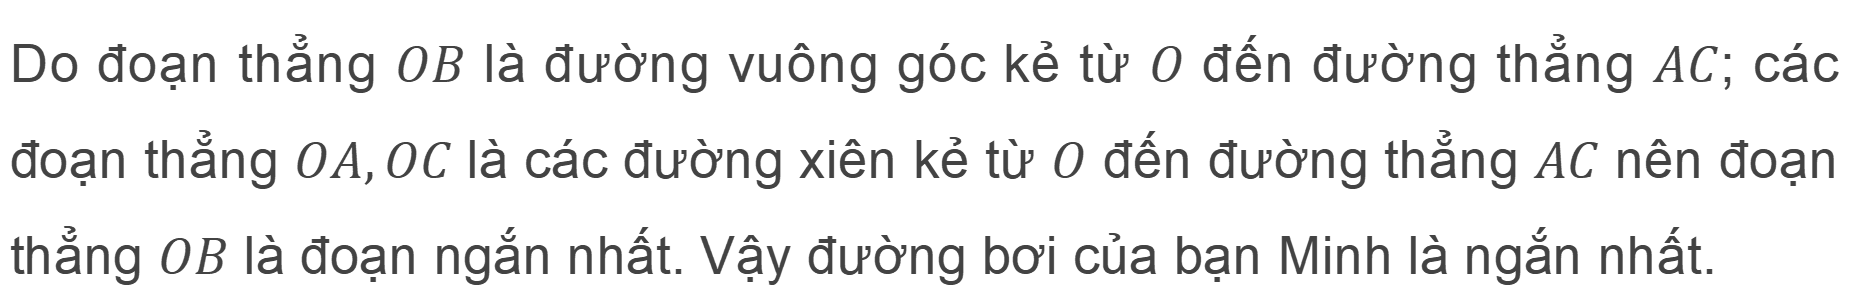 Do đoạn thẳng OB là đường vuông góc kẻ từ O đến đường thẳng AC; các
đoạn thẳng OA, OC là các đường xiên kẻ từ O đến đường thẳng AC nên đoạn
thẳng OB là đoạn ngắn nhất. Vậy đường bơi của bạn Minh là ngắn nhất.